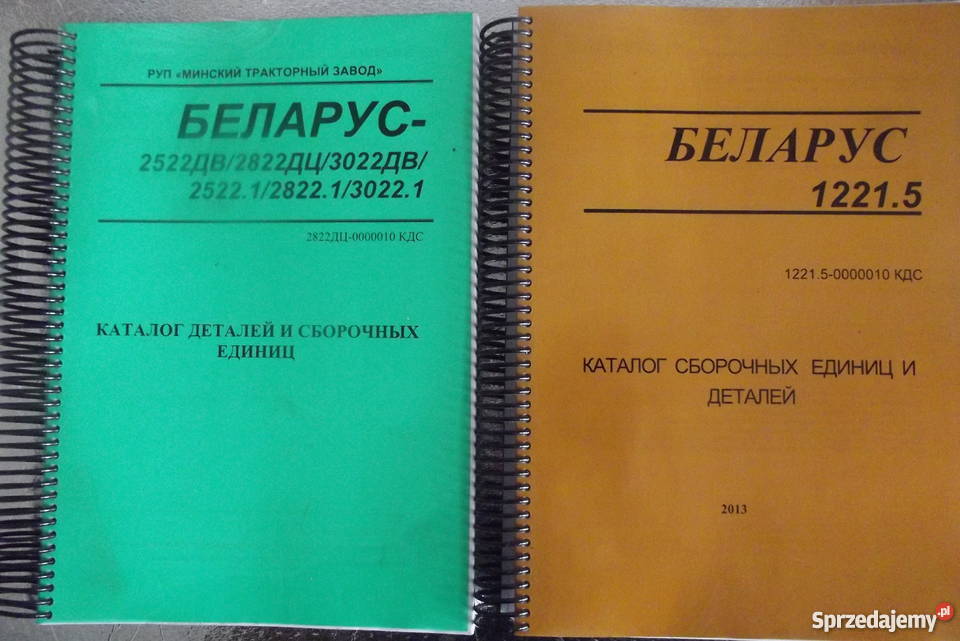 РУП «МИНСКИЙ ТРАКТОРНЫЙ ЗАВОД»
БЕЛАРУС-
2522ДВ/2822ДЦ/3022ДВ/
2522.1/2822.1/3022.1
2822ДЦ-0000010 КДС
КАТАЛОГ ДЕТАЛЕЙ И СБОРОЧНЫХ
ЕДИНИЦ
БЕЛАРУС
1221.5
1221.5-0000010 КДС
КАТАЛОГ СБОРОЧНЫХ ЕДИНИЦ И
ДЕТАЛЕЙ
2013
Sprzedajemy.pl